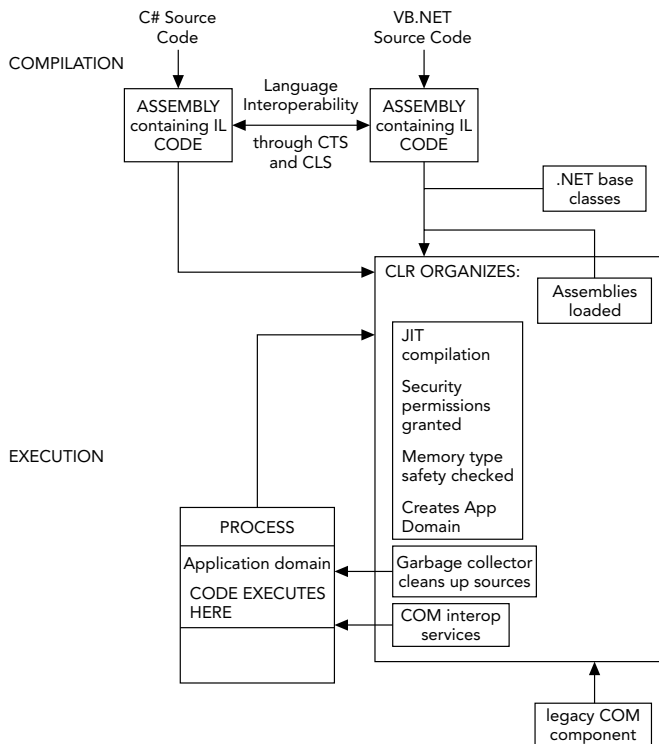 C# Source
Code
VB.NET
Source Code
COMPILATION
ASSEMBLY
containing IL
CODE
Language
Interoperability
through CTS
and CLS
ASSEMBLY
containing IL
CODE
.NET base
classes
CLR ORGANIZES:
Assemblies
loaded
JIT
compilation
Security
permissions
granted
Memory type
safety checked
Creates App
Domain
EXECUTION
PROCESS
Application domain
CODE EXECUTES
HERE
Garbage collector
cleans up sources
COM interop
services
legacy COM
component